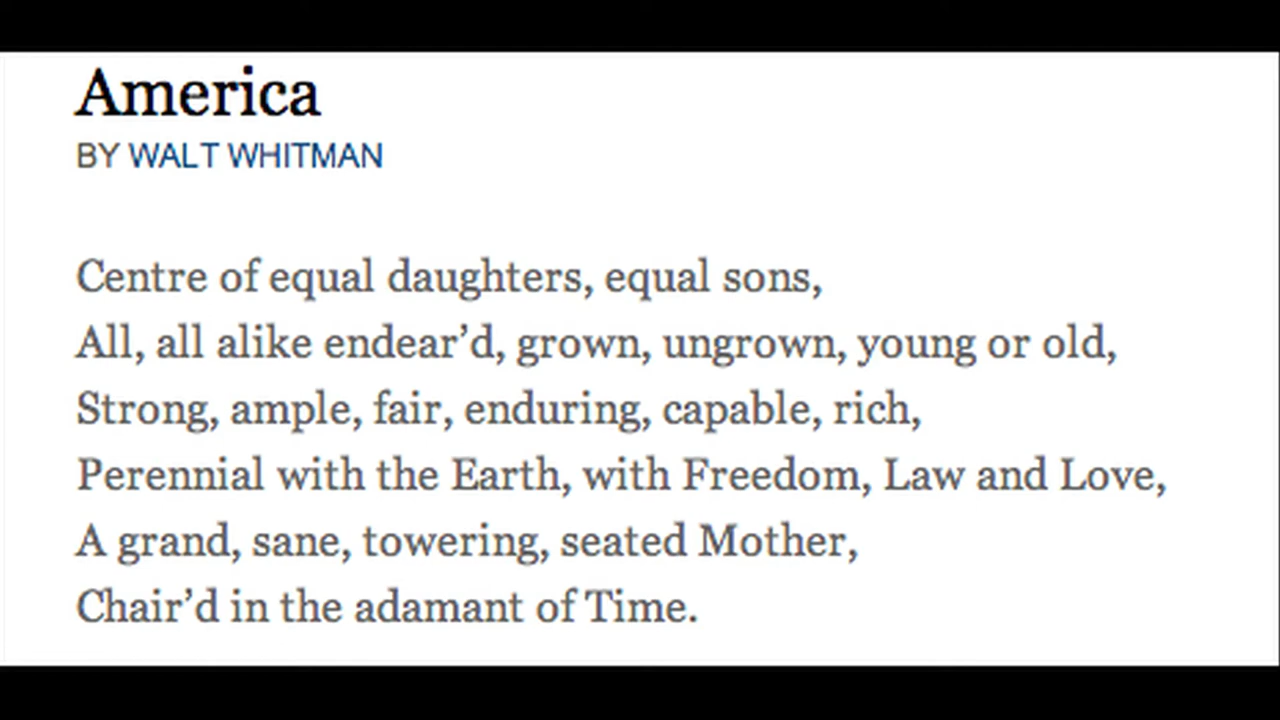 America
BY WALT WHITMAN
Centre of equal daughters, equal sons,
All, all alike endear’d, grown, ungrown, young or old,
Strong, ample, fair, enduring, capable, rich,
Perennial with the Earth, with Freedom, Law and Love,
A grand, sane, towering, seated Mother,
Chair’d in the adamant of Time.